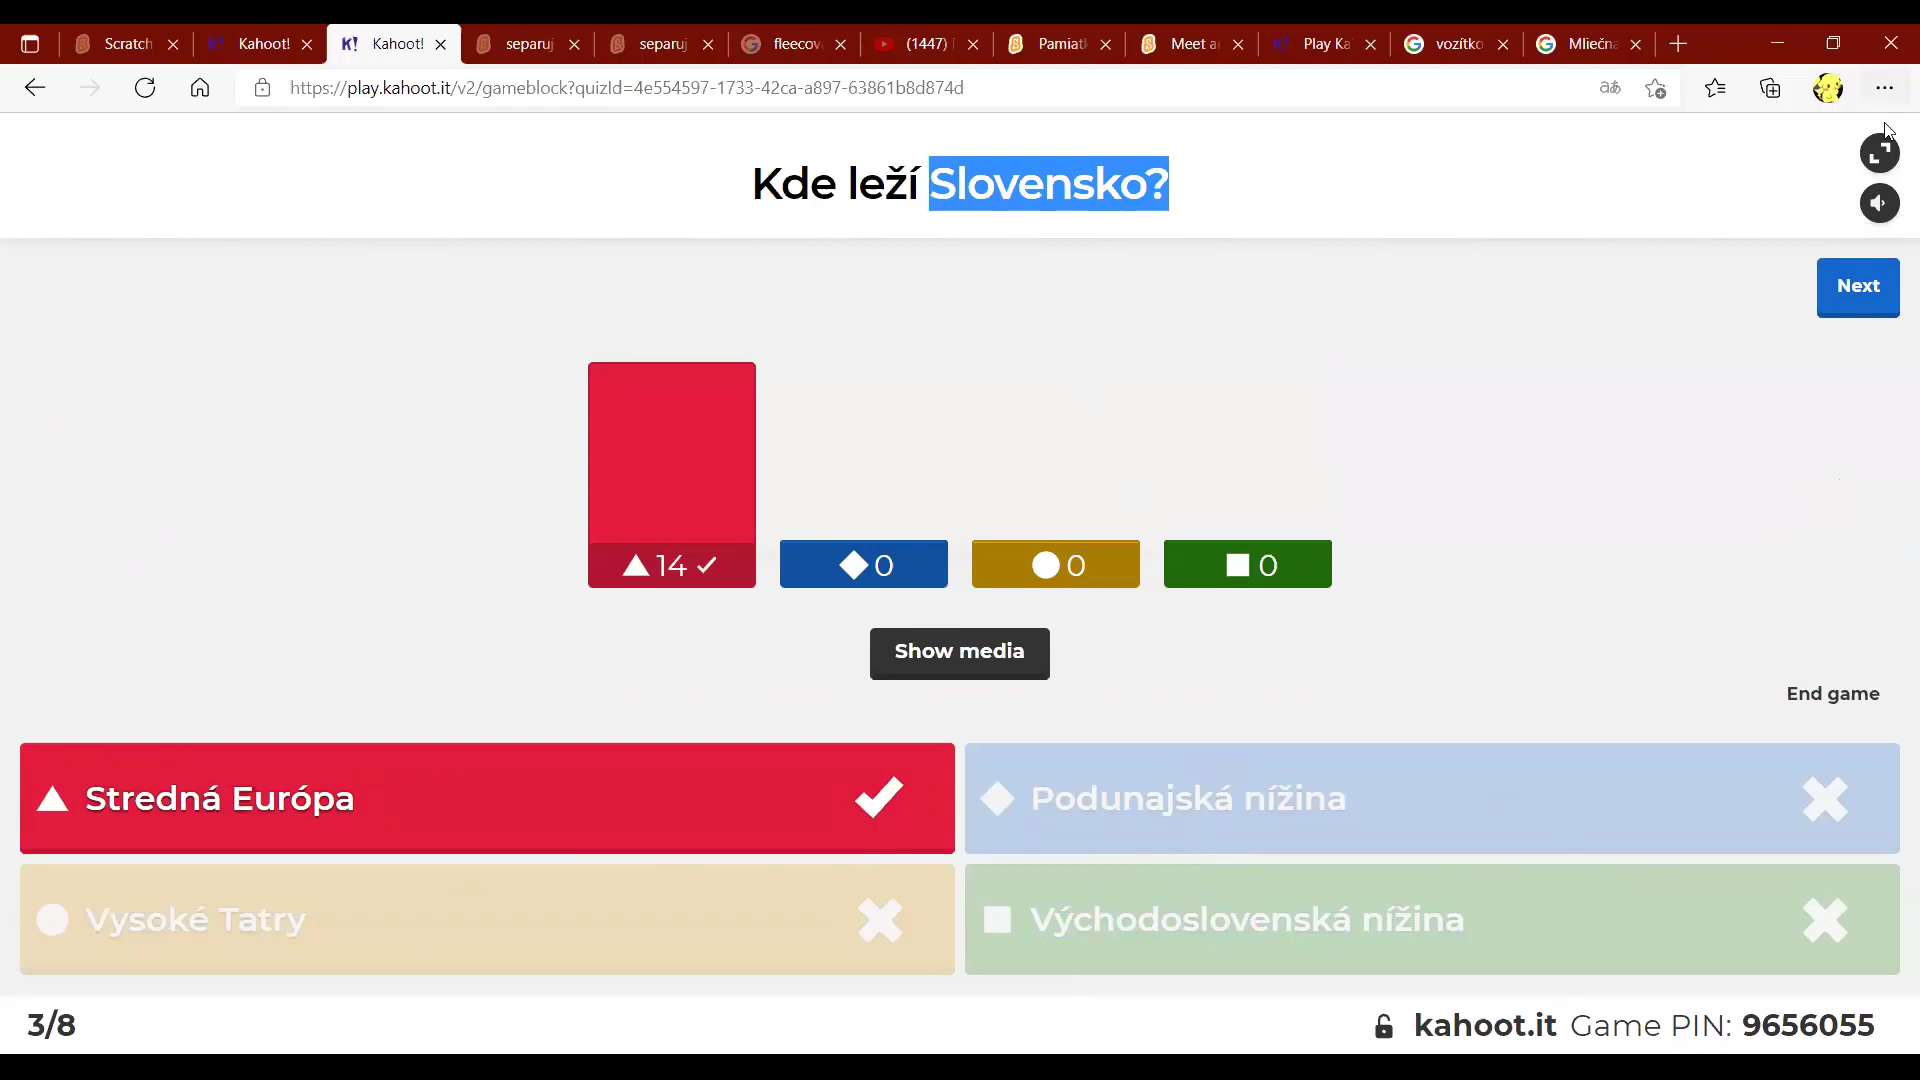 Scratch
Kahoot!
K! Kahoot!
separuj
separuj
fleecov
(1447)
Pamiat
Meet a
Play Ka
vozítko
Mliečna
https://play.kahoot.it/v2/gameblock?quizId=4e554597-1733-42ca-a897-63861b8d874d
Kde leží Slovensko?
Next
14
0
0
0
Show media
End game
Stredná Európa
Podunajská nížina
Vysoké Tatry
Východoslovenská nížina
3/8
kahoot.it Game PIN: 9656055